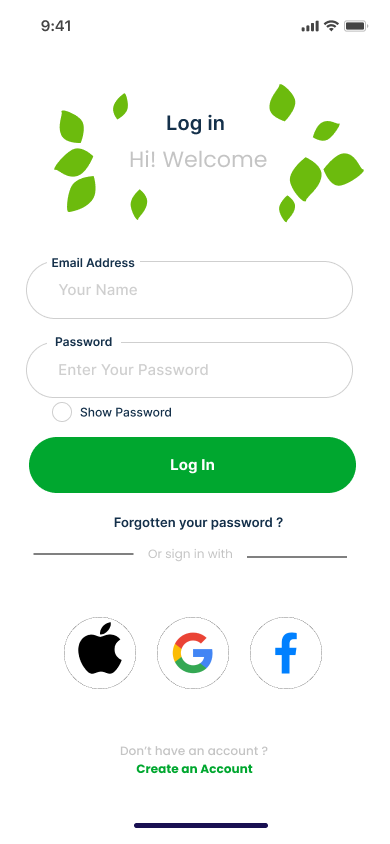 9:41
Log in
Hi! Welcome
Email Address
Your Name
Password
Enter Your Password
Show Password
Log In
Forgotten your password ?
Or sign in with
Don't have an account ?
Create an Account